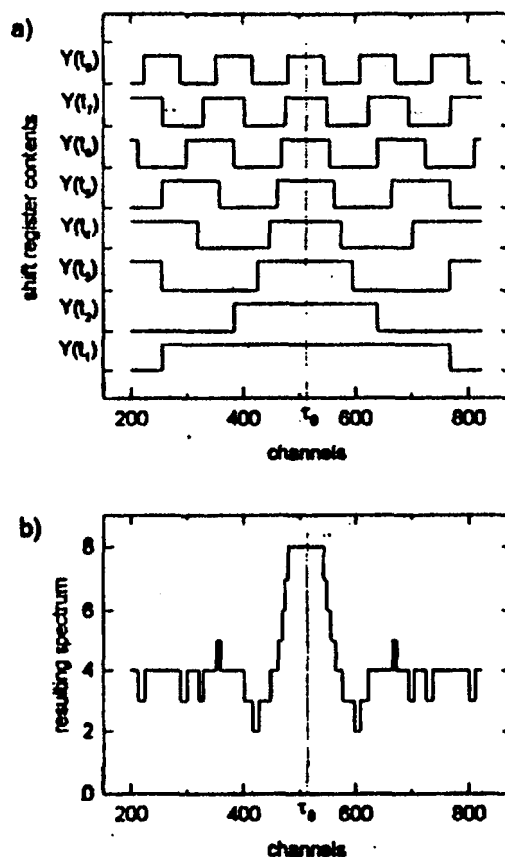 a)
shift register contents
Y(t₈)
Y(t₇)
Y(t₆)
Y(t₅)
Y(t₄)
Y(t₃)
Y(t₂)
Y(t₁)
200
400
τ₀
600
800
channels
b)
resulting spectrum
8
6
4
2
0
200
400
τ₀
600
800
channels